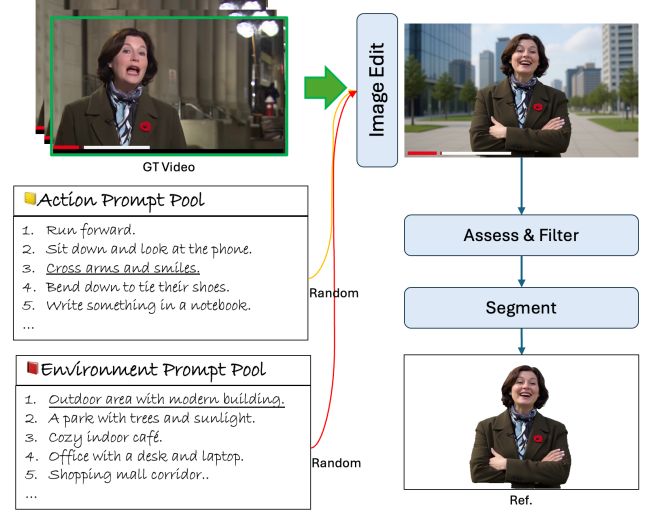 GT Video
Image Edit
Action Prompt Pool
1. Run forward.
2. Sit down and look at the phone.
3. Cross arms and smiles.
4. Bend down to tie their shoes.
5. Write something in a notebook.
...
Random
Environment Prompt Pool
1. Outdoor area with modern building.
2. A park with trees and sunlight.
3. Cozy indoor café.
4. Office with a desk and laptop.
5. Shopping mall corridor..
...
Random
Assess & Filter
Segment
Ref.